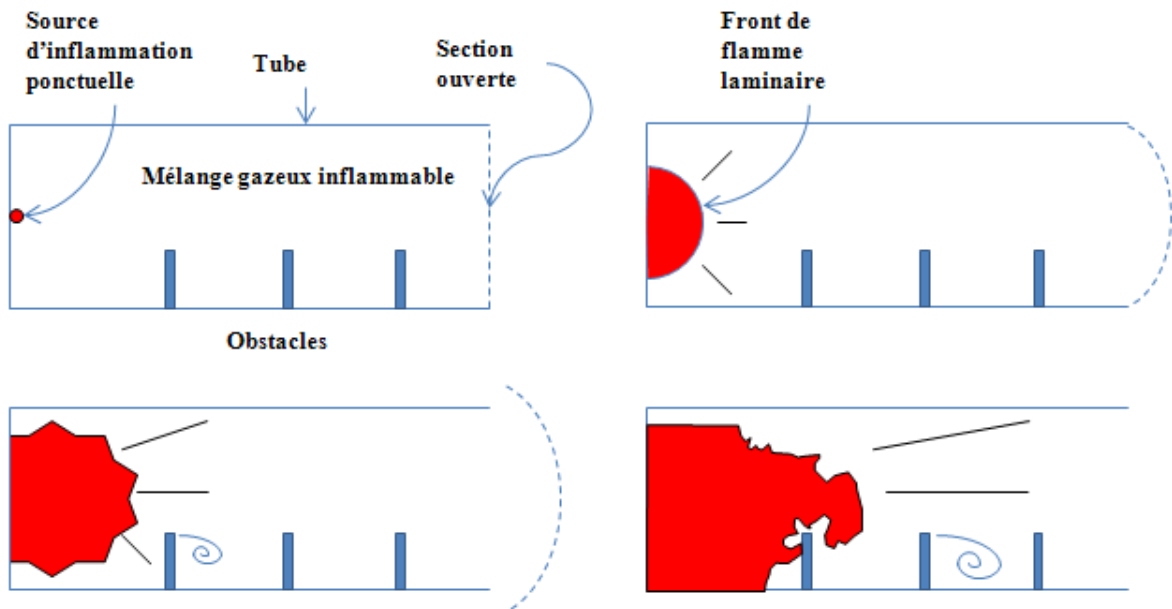 Source
d'inflammation
ponctuelle
Tube
Section
ouverte
Mélange gazeux inflammable
Obstacles
Front de
flamme
laminaire